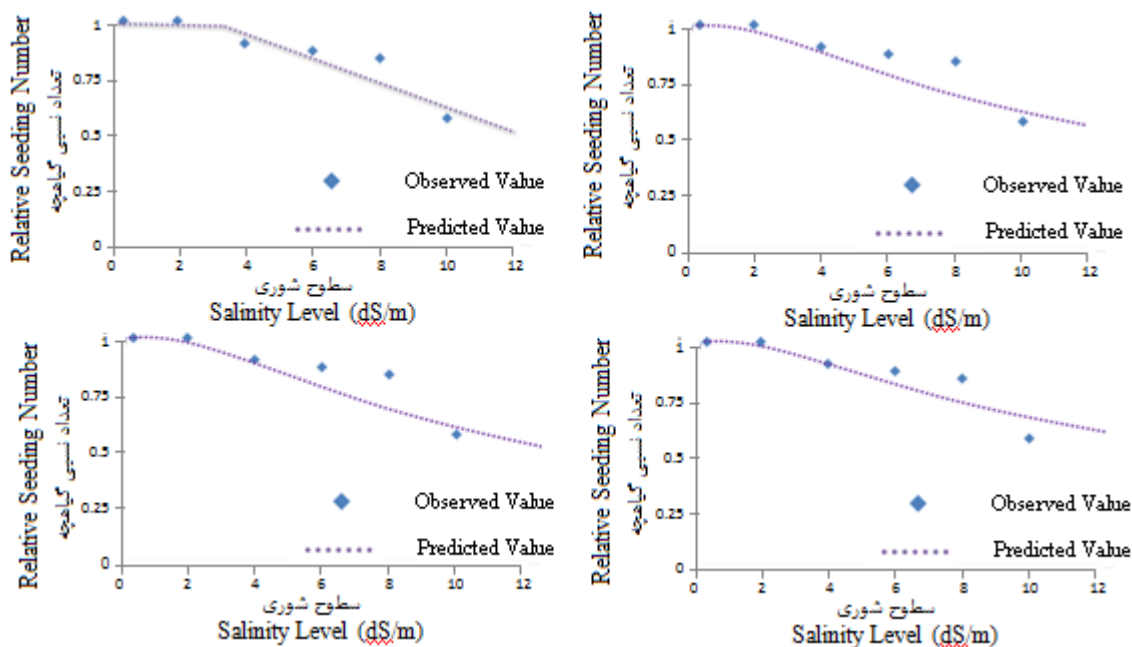 Relative Seeding Number
تعداد نسبی گیاهچه
1
0.75
0.5
0.25
0
Observed Value
Predicted Value
0 2 4 6 8 10 12
سطوح شوری
Salinity Level (dS/m)
Relative Seeding Number
تعداد نسبی گیاهچه
1
0.75
0.5
0.25
0
Observed Value
Predicted Value
0 2 4 6 8 10 12
سطوح شوری
Salinity Level (dS/m)
Relative Seeding Number
تعداد نسبی گیاهچه
1
0.75
0.5
0.25
0
Observed Value
Predicted Value
0 2 4 6 8 10 12
سطوح شوری
Salinity Level (dS/m)
Relative Seeding Number
تعداد نسبی گیاهچه
1
0.75
0.5
0.25
0
Observed Value
Predicted Value
0 2 4 6 8 10 12
سطوح شوری
Salinity Level (dS/m)